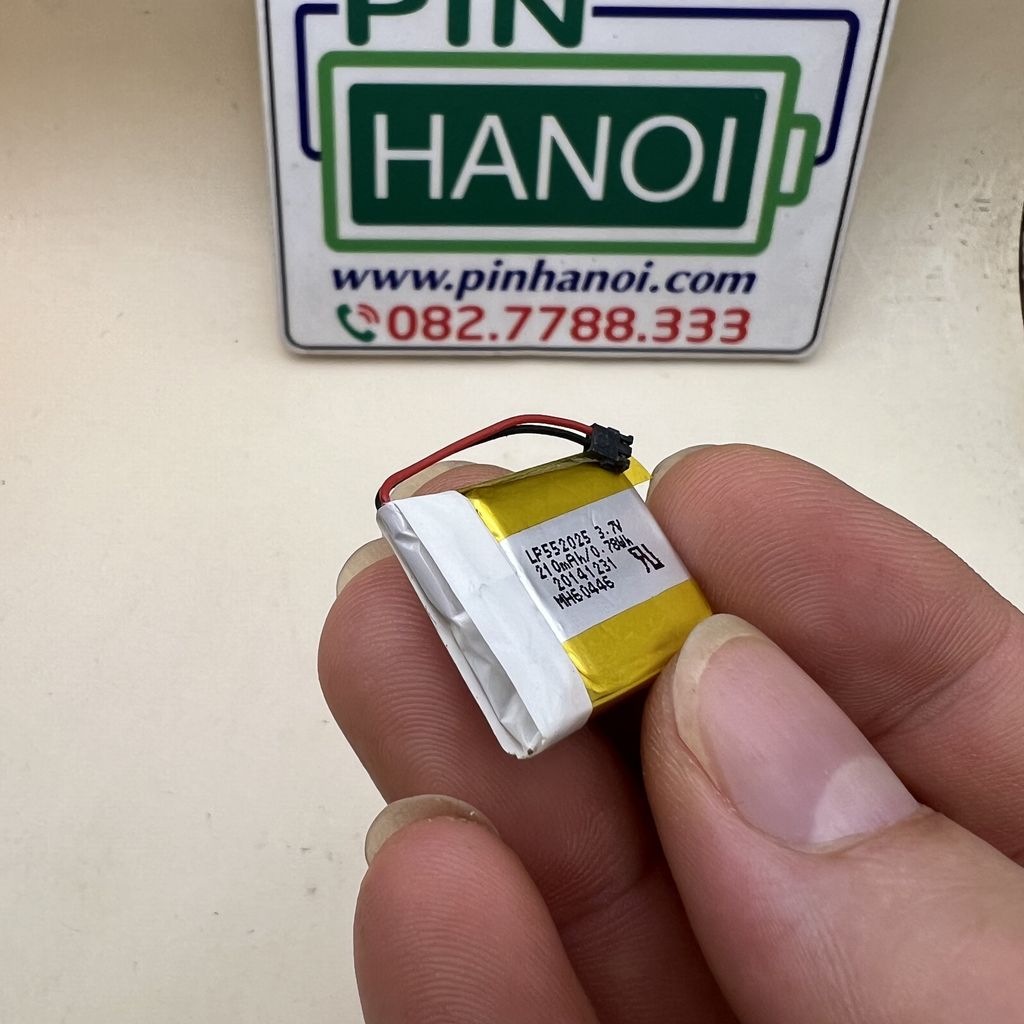 PIN
HANOI
www.pinhanoi.com
082.7788.333
LP552025 3.7V
210mAh/0.78Wh
20141231
MH60446